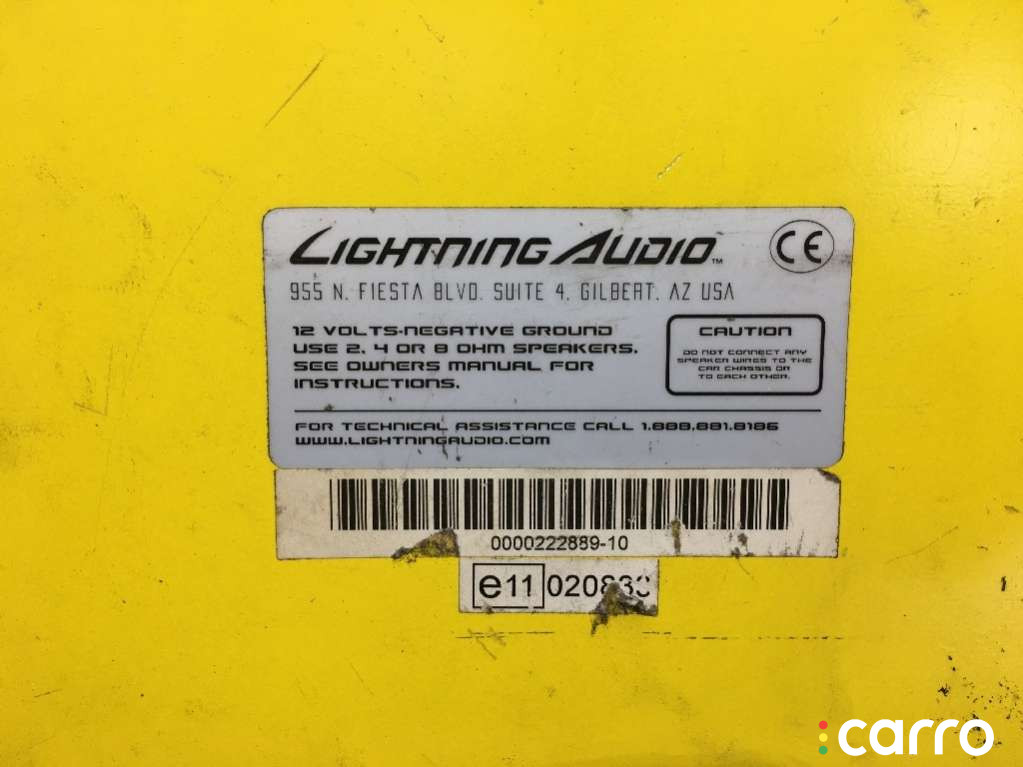 LIGHTNING AUDIO™
CE
955 N. FIESTA BLVD. SUITE 4, GILBERT, AZ USA
12 VOLTS-NEGATIVE GROUND
USE 2, 4 OR 8 OHM SPEAKERS.
SEE OWNERS MANUAL FOR
INSTRUCTIONS.
CAUTION
DO NOT CONNECT ANY
SPEAKER WIRES TO THE
CAR CHASSIS OR
TO EACH OTHER.
FOR TECHNICAL ASSISTANCE CALL 1.888.881.8186
WWW.LIGHTNINGAUDIO.COM
0000222889-10
e11
carro